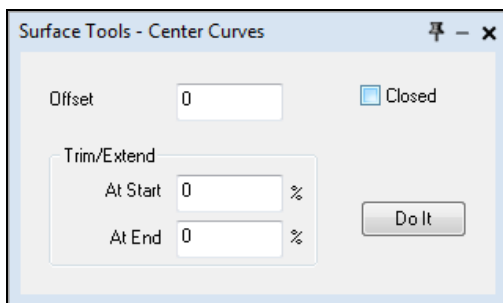 Surface Tools - Center Curves
Offset 0 Closed
Trim/Extend
At Start 0 %
At End 0 %
Do It